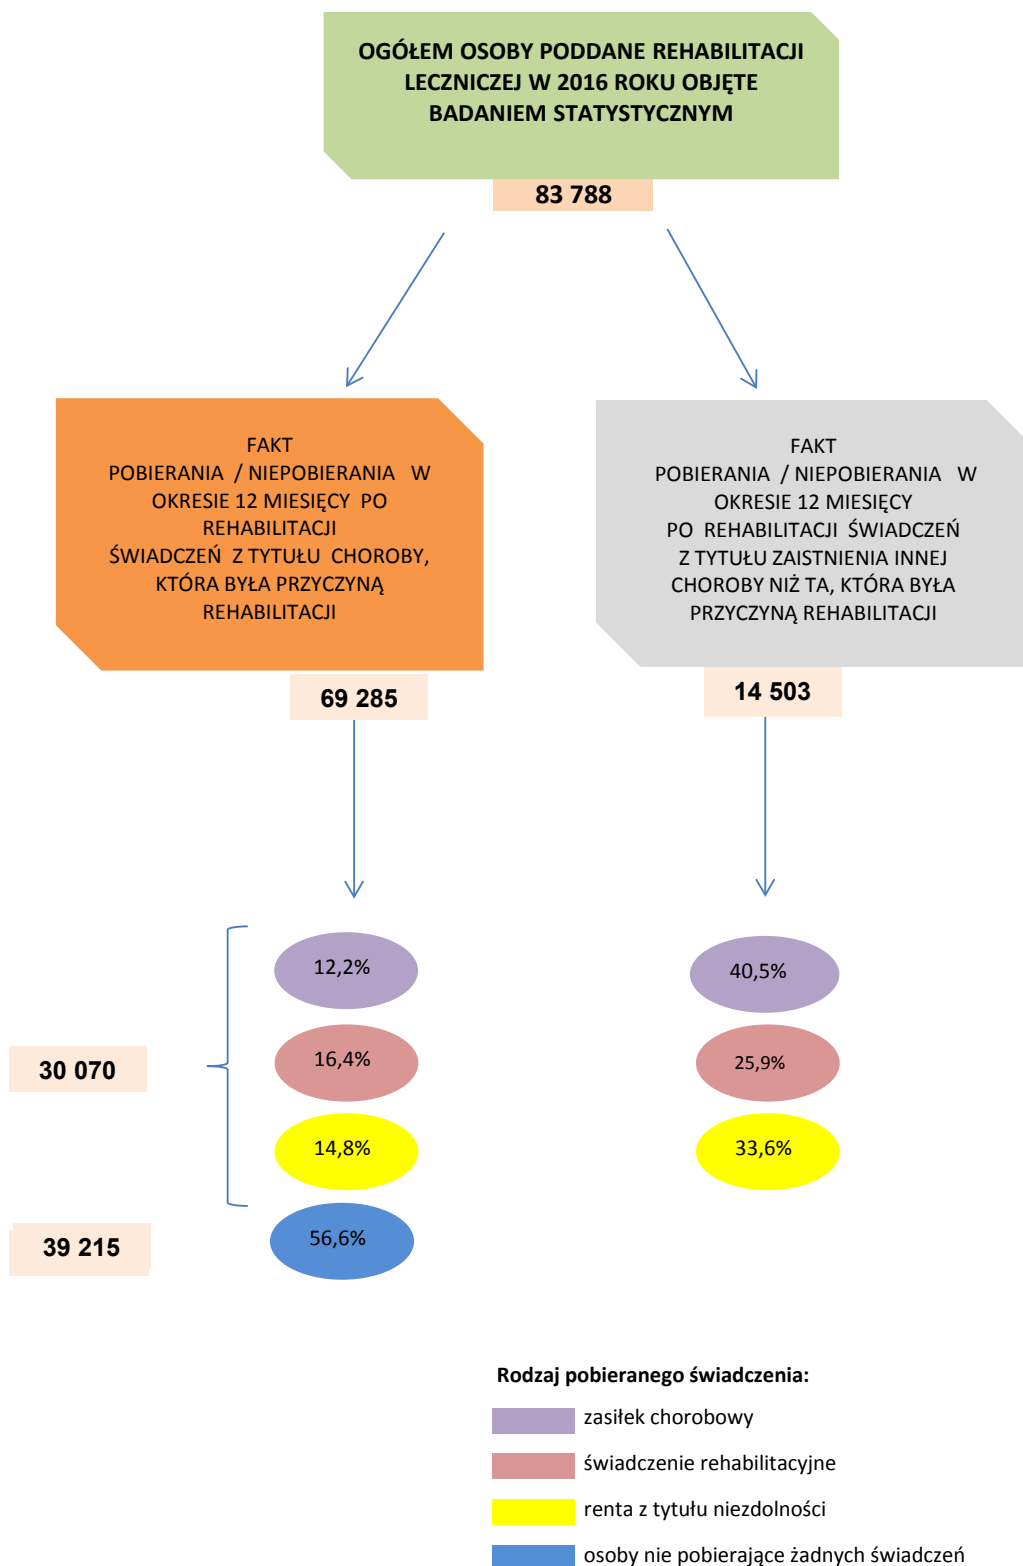 OGÓŁEM OSOBY PODDANE REHABILITACJI
LECZNICZEJ W 2016 ROKU OBJĘTE
BADANIEM STATYSTYCZNYM
83 788
FAKT
POBIERANIA / NIEPOBIERANIA W
OKRESIE 12 MIESIĘCY PO
REHABILITACJI
ŚWIADCZEŃ Z TYTUŁU CHOROBY,
KTÓRA BYŁA PRZYCZYNĄ
REHABILITACJI
69 285
FAKT
POBIERANIA / NIEPOBIERANIA W
OKRESIE 12 MIESIĘCY
PO REHABILITACJI ŚWIADCZEŃ
Z TYTUŁU ZAISTNIENIA INNEJ
CHOROBY NIŻ TA, KTÓRA BYŁA
PRZYCZYNĄ REHABILITACJI
14 503
12,2%
40,5%
30 070
16,4%
25,9%
14,8%
33,6%
39 215
56,6%
Rodzaj pobieranego świadczenia:
zasiłek chorobowy
świadczenie rehabilitacyjne
renta z tytułu niezdolności
osoby nie pobierające żadnych świadczeń